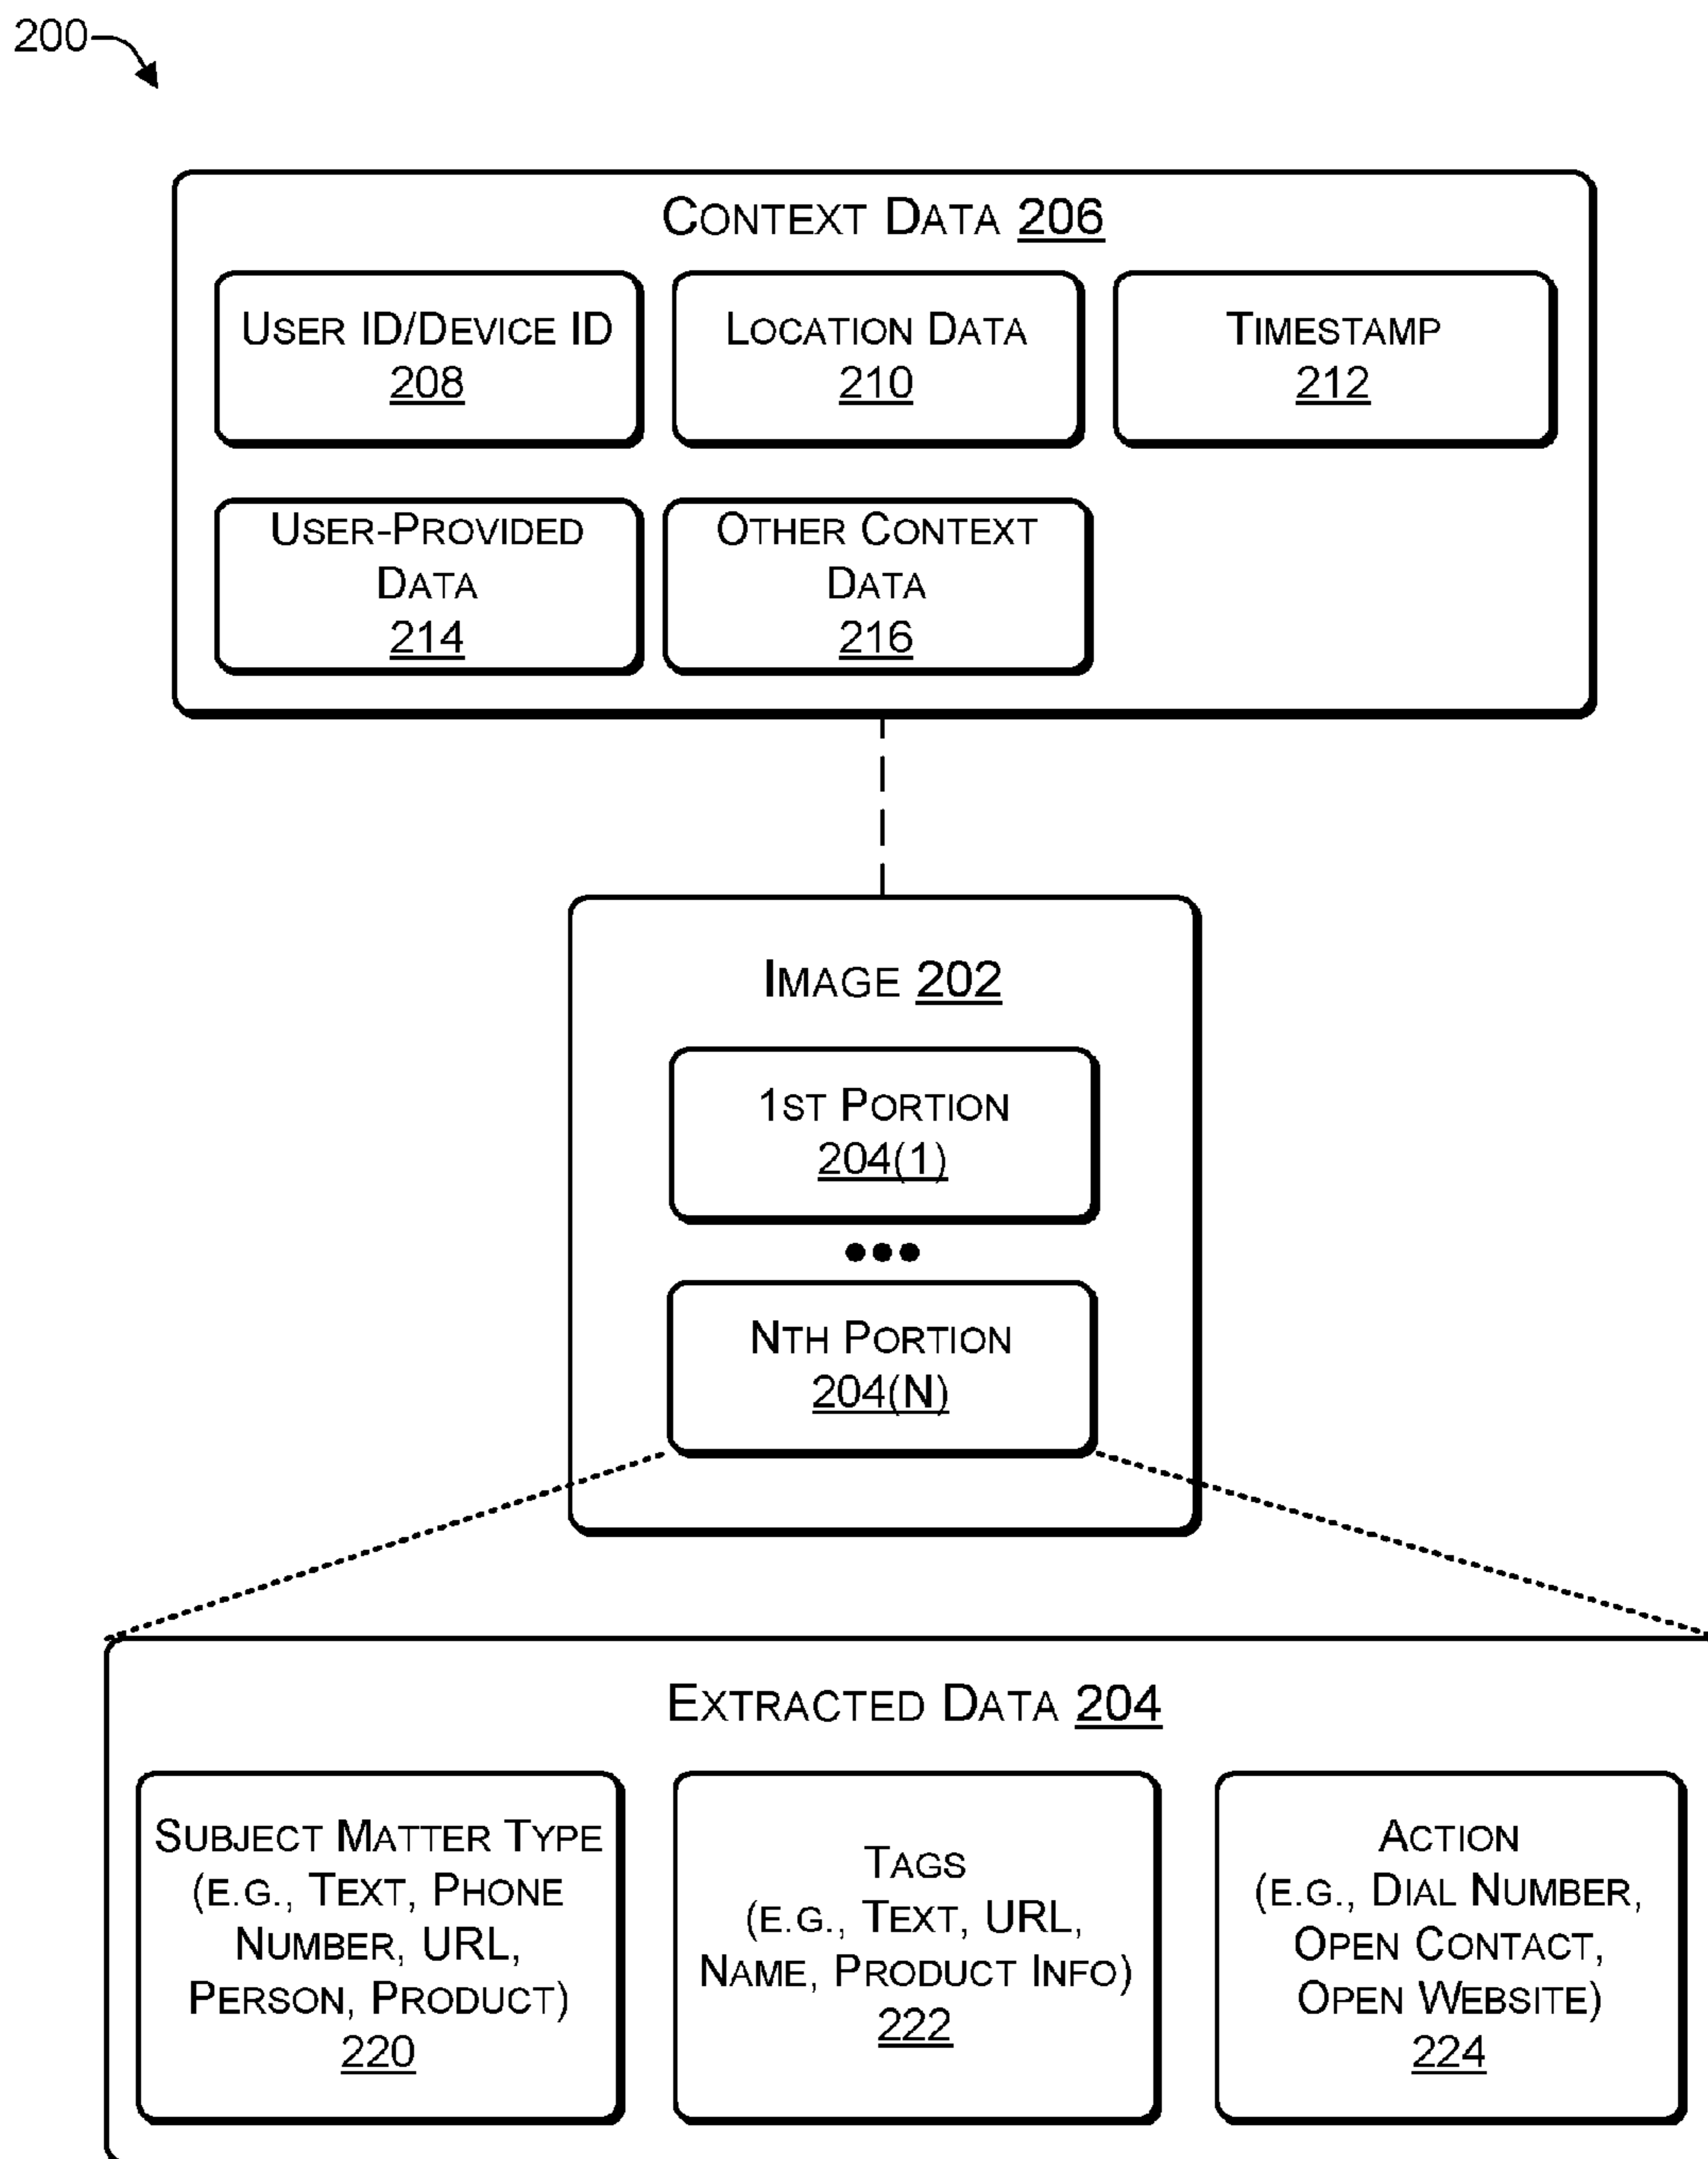 200
CONTEXT DATA 206
USER ID/DEVICE ID
208
LOCATION DATA
210
TIMESTAMP
212
USER-PROVIDED
DATA
214
OTHER CONTEXT
DATA
216
IMAGE 202
1ST PORTION
204(1)
NTH PORTION
204(N)
EXTRACTED DATA 204
SUBJECT MATTER TYPE
(E.G., TEXT, PHONE
NUMBER, URL,
PERSON, PRODUCT)
220
TAGS
(E.G., TEXT, URL,
NAME, PRODUCT INFO)
222
ACTION
(E.G., DIAL NUMBER,
OPEN CONTACT,
OPEN WEBSITE)
224